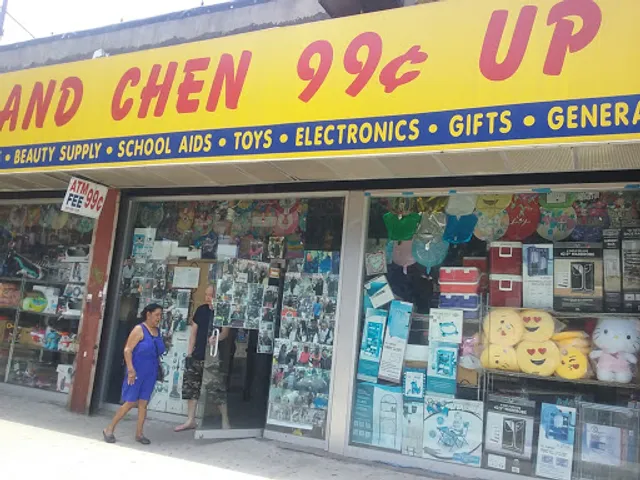 AND CHEN 99¢ UP
• BEAUTY SUPPLY • SCHOOL AIDS • TOYS • ELECTRONICS • GIFTS • GENERA
ATM 99¢
FEE